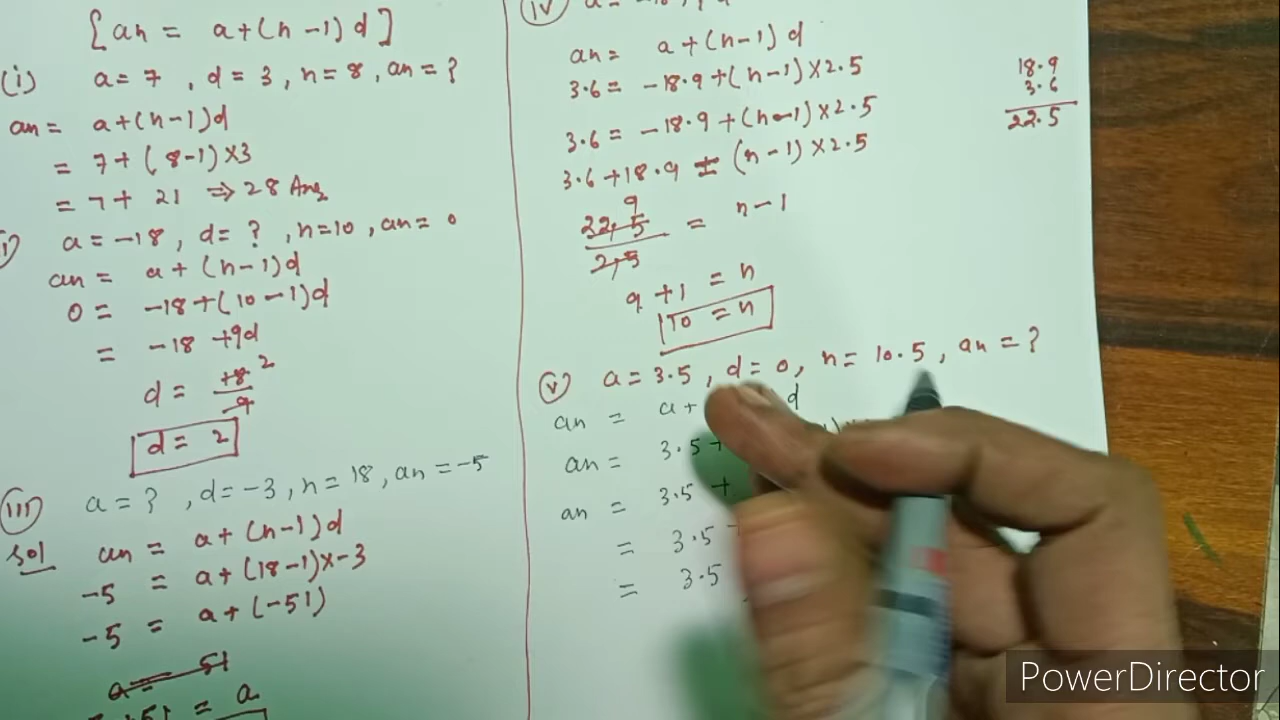 [an = a+(n-1)d]
(i) a=7, d=3, n=8, an=?
an= a+(n-1)d
= 7+(8-1)×3
= 7+ 21 ⇒ 28 Ans
a=-18, d=?, n=10, an= 0
an= a+(n-1)d
0= -18+(10-1)d
= -18 +9d
d= +8 2
9
d= 2
(iii) a=?, d=-3, n=18, an=-5
Sol an= a+(n-1)d
-5 = a+(18-1)×-3
-5 = a+(-51)
a= 51
= a
(iv)
an= a+(n-1)d
3.6= -18.9+(n-1)×2.5
3.6= -18.9+(n-1)×2.5
3.6+18.9 = (n-1)×2.5
9
22.5 = n-1
2.5
9+1 = n
10 = n
18.9
3.6
22.5
(v) a=3.5, d=0, n=10.5, an=?
an = a+ d
an= 3.5+
an = 3.5 +
= 3.5
= 3.5
PowerDirector